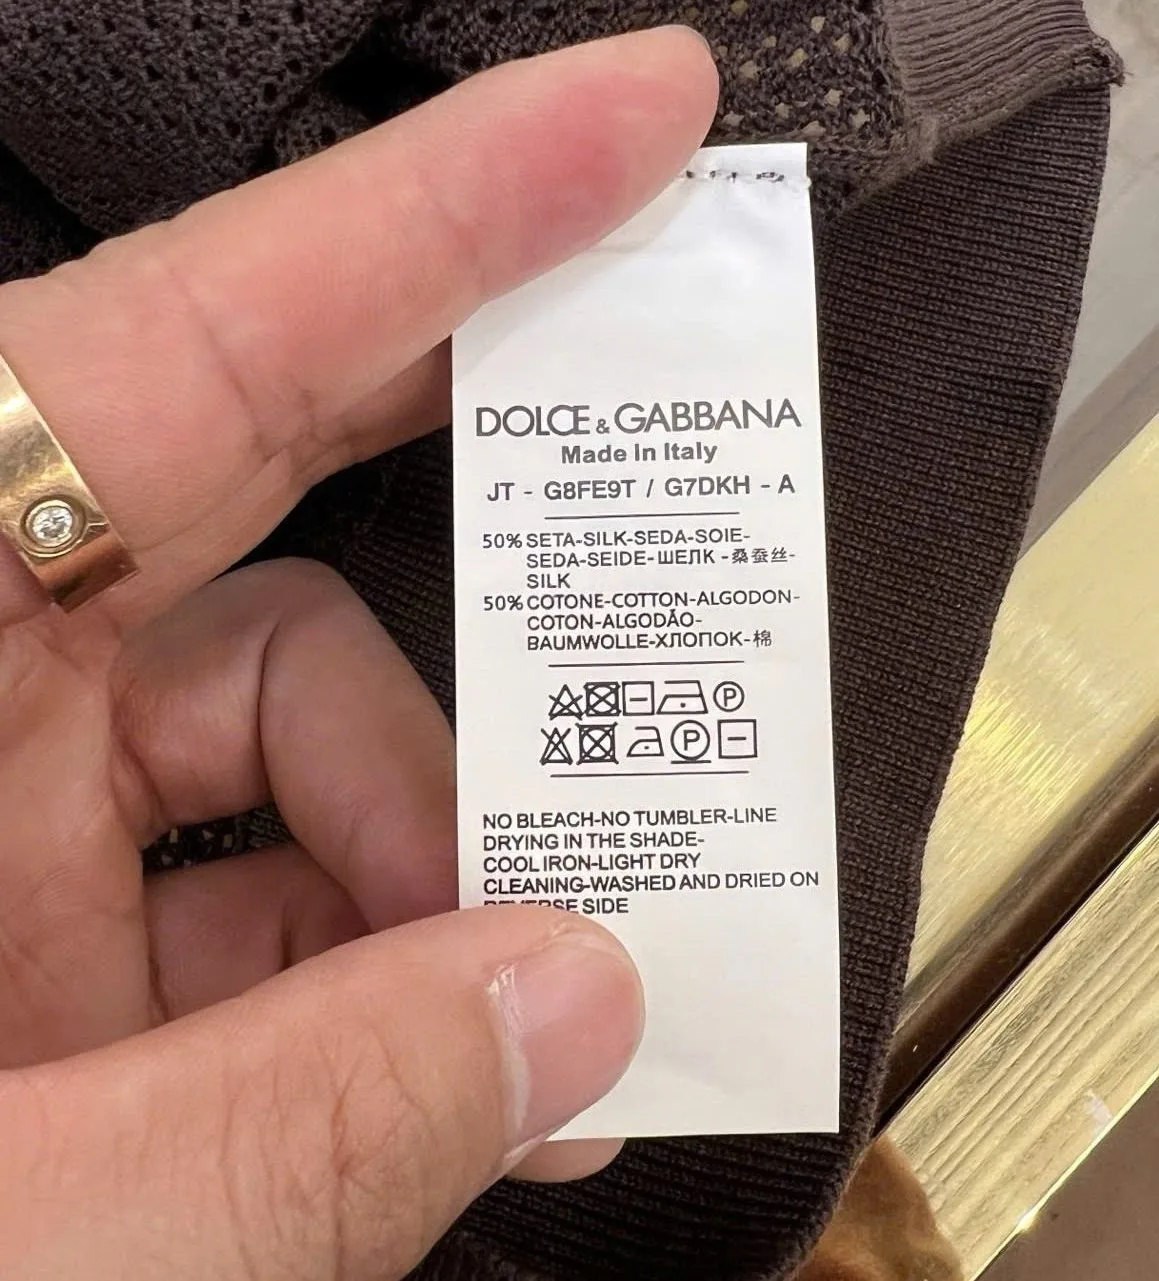 DOLCE & GABBANA
Made in Italy
JT - G8FE9T / G7DKH - A
50% SETA-SILK-SEDA-SOIE-
SEDA-SEIDE-ШЕЛК -桑蚕丝-
SILK
50% COTONE-COTTON-ALGODON-
COTON-ALGODÃO-
BAUMWOLLE-ХЛОПОК-棉
P
P
NO BLEACH-NO TUMBLER-LINE
DRYING IN THE SHADE-
COOL IRON-LIGHT DRY
CLEANING-WASHED AND DRIED ON
REVERSE SIDE